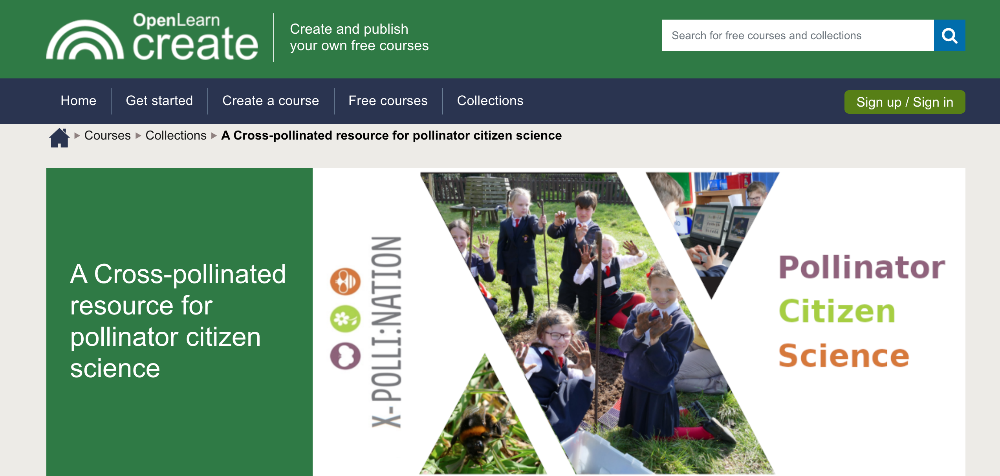 OpenLearn
create
Create and publish
your own free courses
Search for free courses and collections
Home
Get started
Create a course
Free courses
Collections
Sign up / Sign in
Courses
Collections
A Cross-pollinated resource for pollinator citizen science
A Cross-pollinated
resource for
pollinator citizen
science
X-POLLI:NATION
Pollinator
Citizen
Science